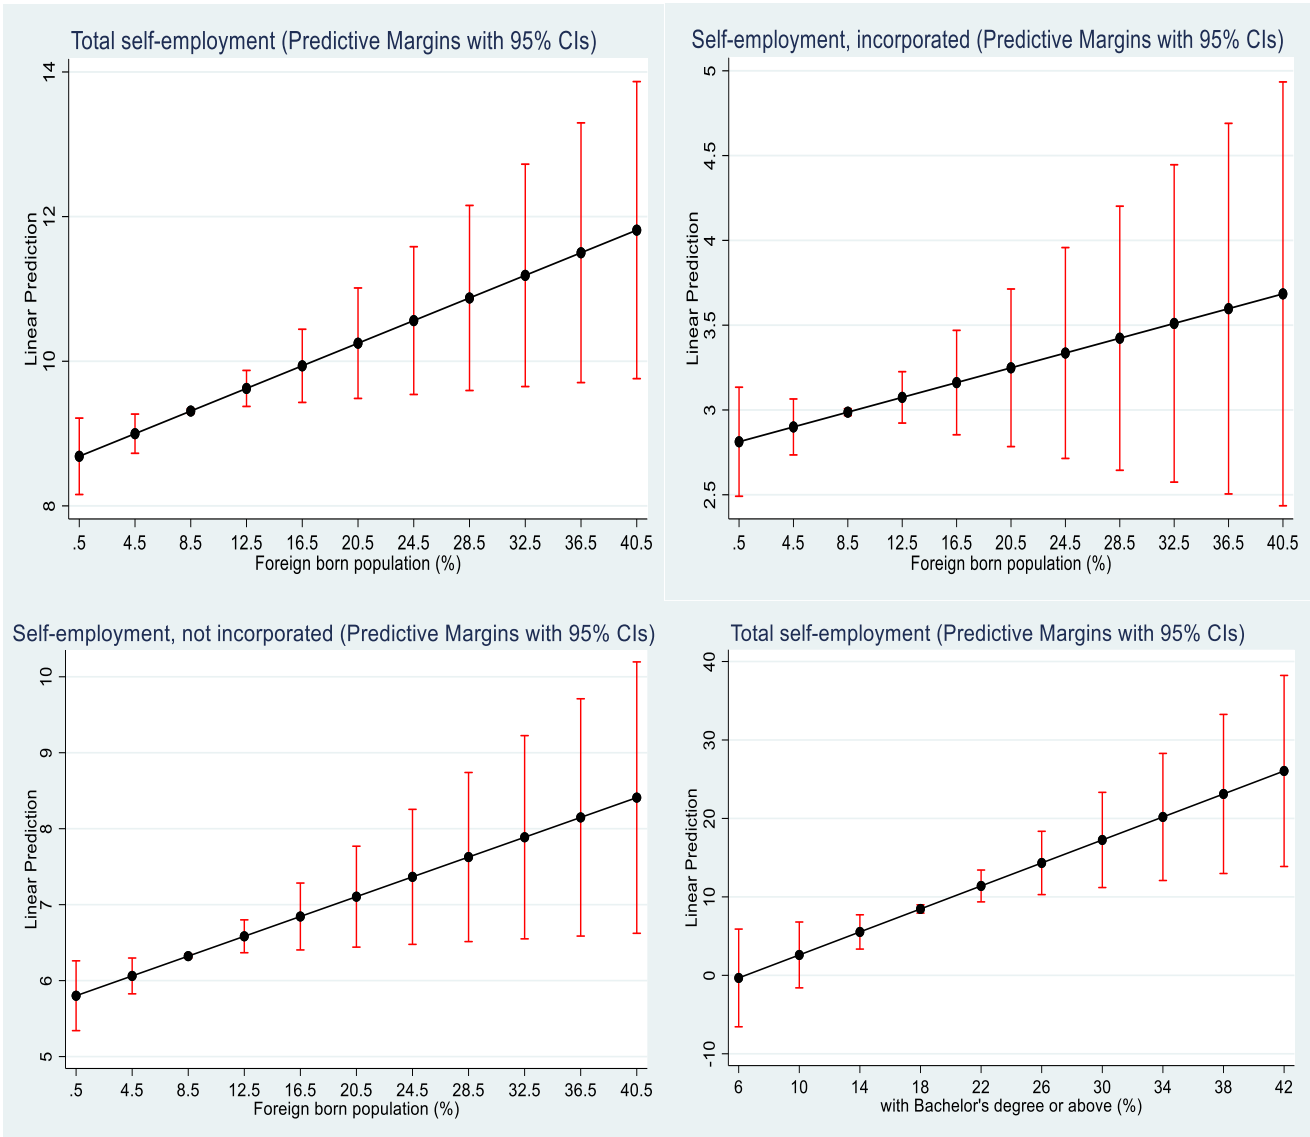 Total self-employment (Predictive Margins with 95% CIs)
Linear Prediction
14
12
10
8
.5 4.5 8.5 12.5 16.5 20.5 24.5 28.5 32.5 36.5 40.5
Foreign born population (%)
Self-employment, incorporated (Predictive Margins with 95% CIs)
Linear Prediction
5
4.5
4
3.5
3
2.5
.5 4.5 8.5 12.5 16.5 20.5 24.5 28.5 32.5 36.5 40.5
Foreign born population (%)
Self-employment, not incorporated (Predictive Margins with 95% CIs)
Linear Prediction
10
9
8
7
6
5
.5 4.5 8.5 12.5 16.5 20.5 24.5 28.5 32.5 36.5 40.5
Foreign born population (%)
Total self-employment (Predictive Margins with 95% CIs)
Linear Prediction
40
30
20
10
0
-10
6 10 14 18 22 26 30 34 38 42
with Bachelor's degree or above (%)